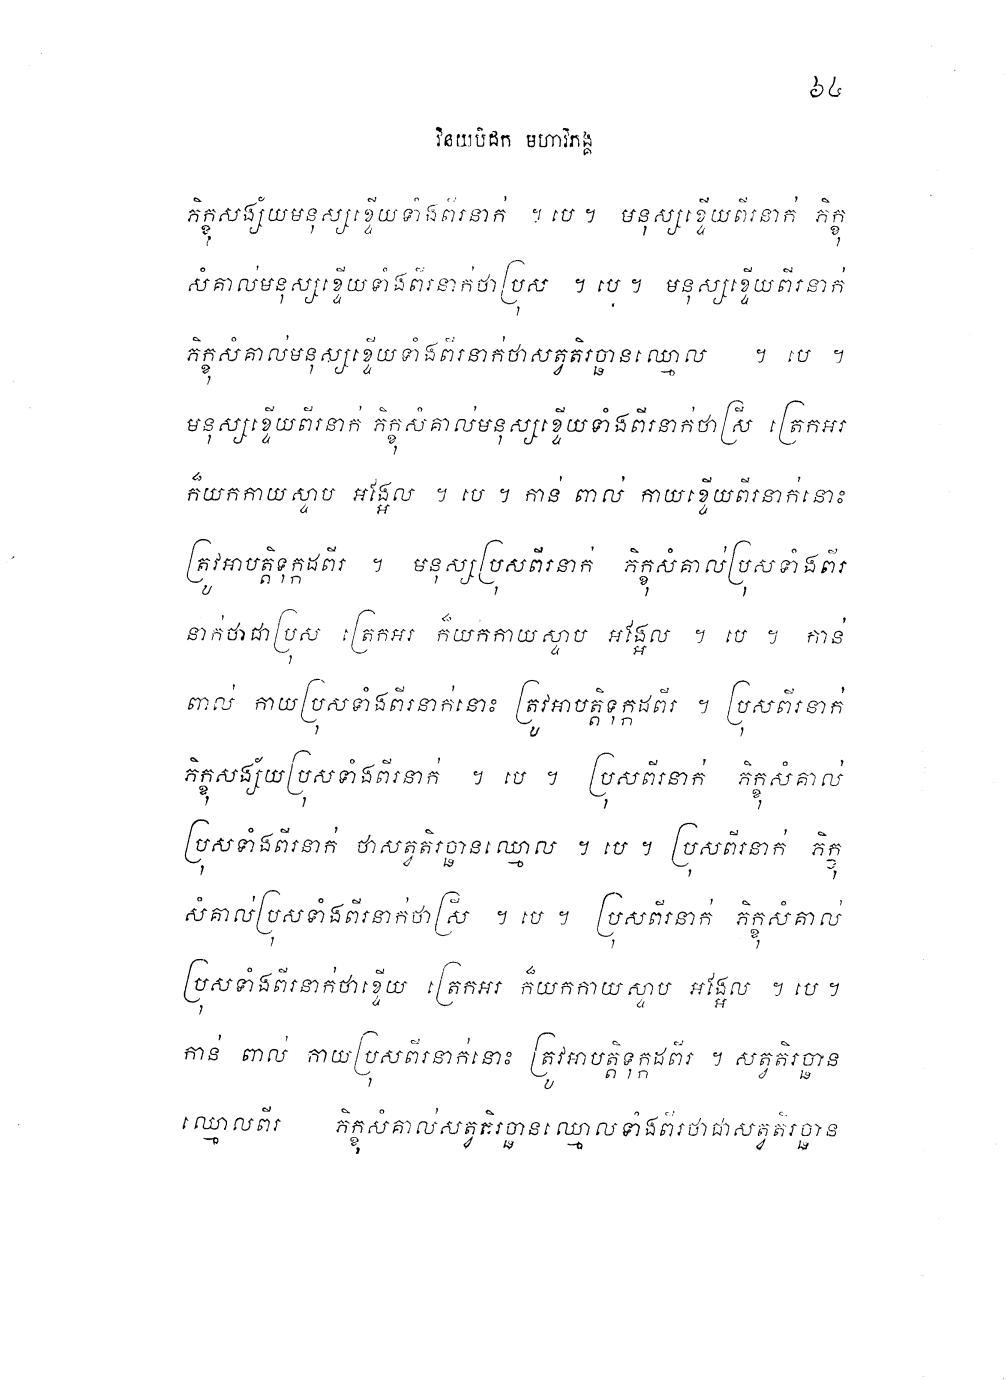 ៦៤
វិនយបិដក មហាវិភង្គ
ភិក្ខុសង្ស័យមនុស្សខ្ទើយទាំងពីរនាក់ ។ បេ ។ មនុស្សខ្ទើយពីរនាក់ ភិក្ខុ
សំគាល់មនុស្សខ្ទើយទាំងពីរនាក់ថាប្រុស ។ បេ ។ មនុស្សខ្ទើយពីរនាក់
ភិក្ខុសំគាល់មនុស្សខ្ទើយទាំងពីរនាក់ថាសត្វតិរច្ឆានឈ្មោល ។ បេ ។
មនុស្សខ្ទើយពីរនាក់ ភិក្ខុសំគាល់មនុស្សខ្ទើយទាំងពីរនាក់ថាស្រី ត្រេកអរ
ក៏យកកាយស្ទាប អង្អែល ។ បេ ។ កាន់ ពាល់ កាយខ្ទើយពីរនាក់នោះ
ត្រូវអាបត្តិទុក្កដពីរ ។ មនុស្សប្រុសពីរនាក់ ភិក្ខុសំគាល់ប្រុសទាំងពីរ
នាក់ថាជាប្រុស ត្រេកអរ ក៏យកកាយស្ទាប អង្អែល ។ បេ ។ កាន់
ពាល់ កាយប្រុសទាំងពីរនាក់នោះ ត្រូវអាបត្តិទុក្កដពីរ ។ ប្រុសពីរនាក់
ភិក្ខុសង្ស័យប្រុសទាំងពីរនាក់ ។ បេ ។ ប្រុសពីរនាក់ ភិក្ខុសំគាល់
ប្រុសទាំងពីរនាក់ ថាសត្វតិរច្ឆានឈ្មោល ។ បេ ។ ប្រុសពីរនាក់ ភិក្ខុ
សំគាល់ប្រុសទាំងពីរនាក់ថាស្រី ។ បេ ។ ប្រុសពីរនាក់ ភិក្ខុសំគាល់
ប្រុសទាំងពីរនាក់ថាខ្ទើយ ត្រេកអរ ក៏យកកាយស្ទាប អង្អែល ។ បេ ។
កាន់ ពាល់ កាយប្រុសពីរនាក់នោះ ត្រូវអាបត្តិទុក្កដពីរ ។ សត្វតិរច្ឆាន
ឈ្មោលពីរ ភិក្ខុសំគាល់សត្វតិរច្ឆានឈ្មោលទាំងពីរថាជាសត្វតិរច្ឆាន